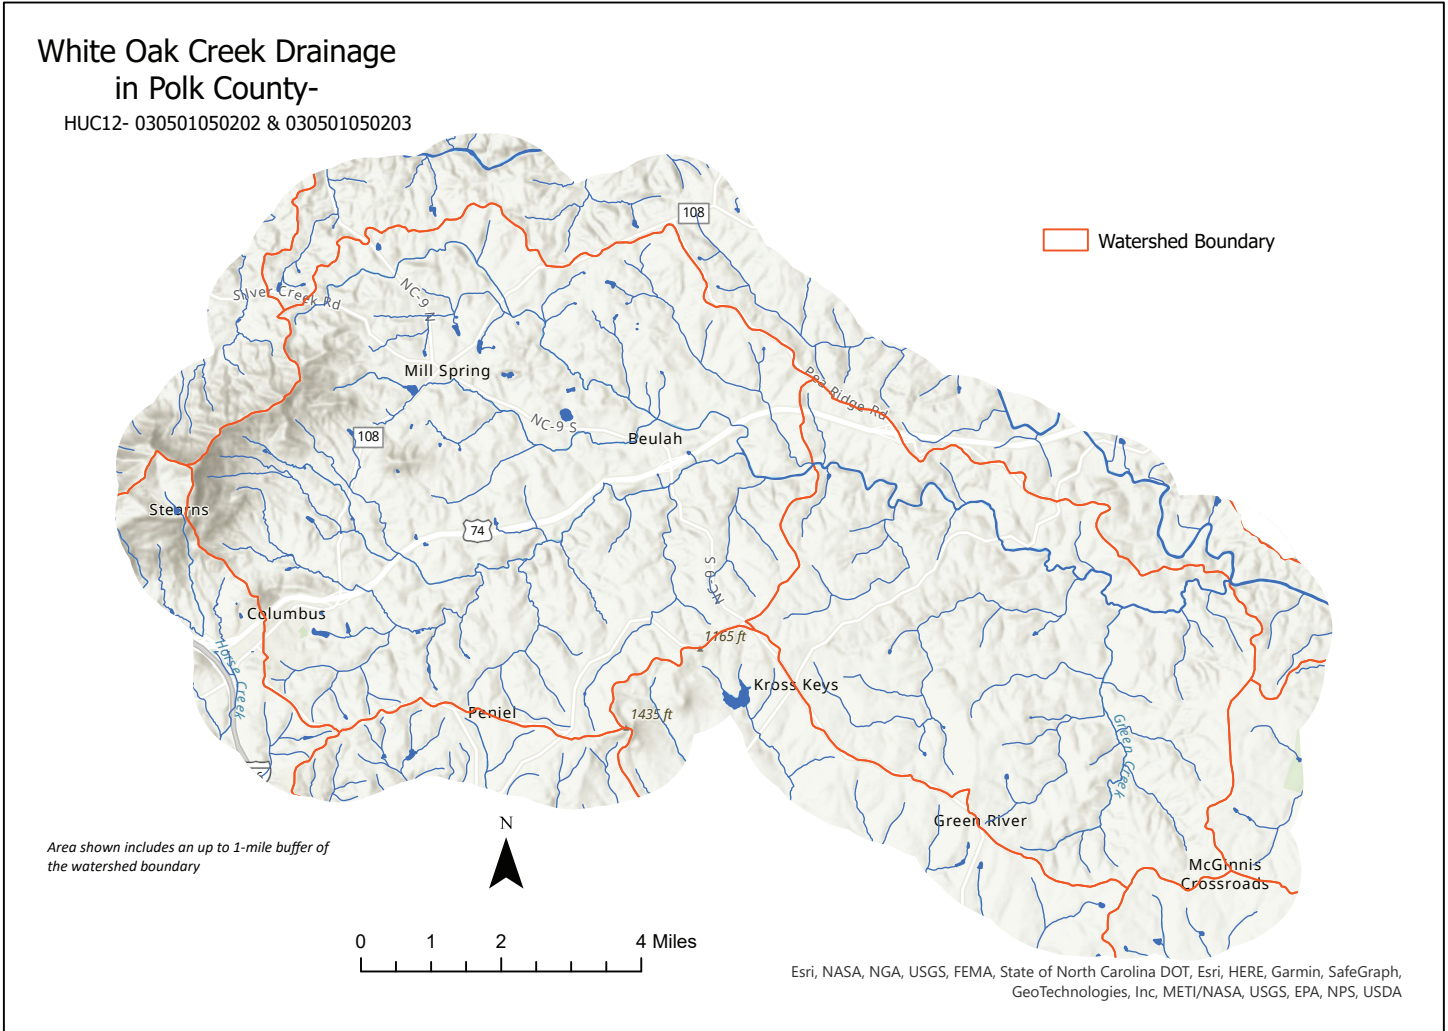 White Oak Creek Drainage
in Polk County-
HUC12- 030501050202 & 030501050203
108
Watershed Boundary
Silver Creek Rd
NC-9 N
Mill Spring
Pea Ridge Rd
NC-9 S
108
Beulah
Stearns
74
NC-9 S
Columbus
1165 ft
Horse Creek
Kross Keys
Peniel
1435 ft
Green Creek
Green River
N
McGinnis
Crossroads
Area shown includes an up to 1-mile buffer of
the watershed boundary
0 1 2 4 Miles
Esri, NASA, NGA, USGS, FEMA, State of North Carolina DOT, Esri, HERE, Garmin, SafeGraph,
GeoTechnologies, Inc, METI/NASA, USGS, EPA, NPS, USDA